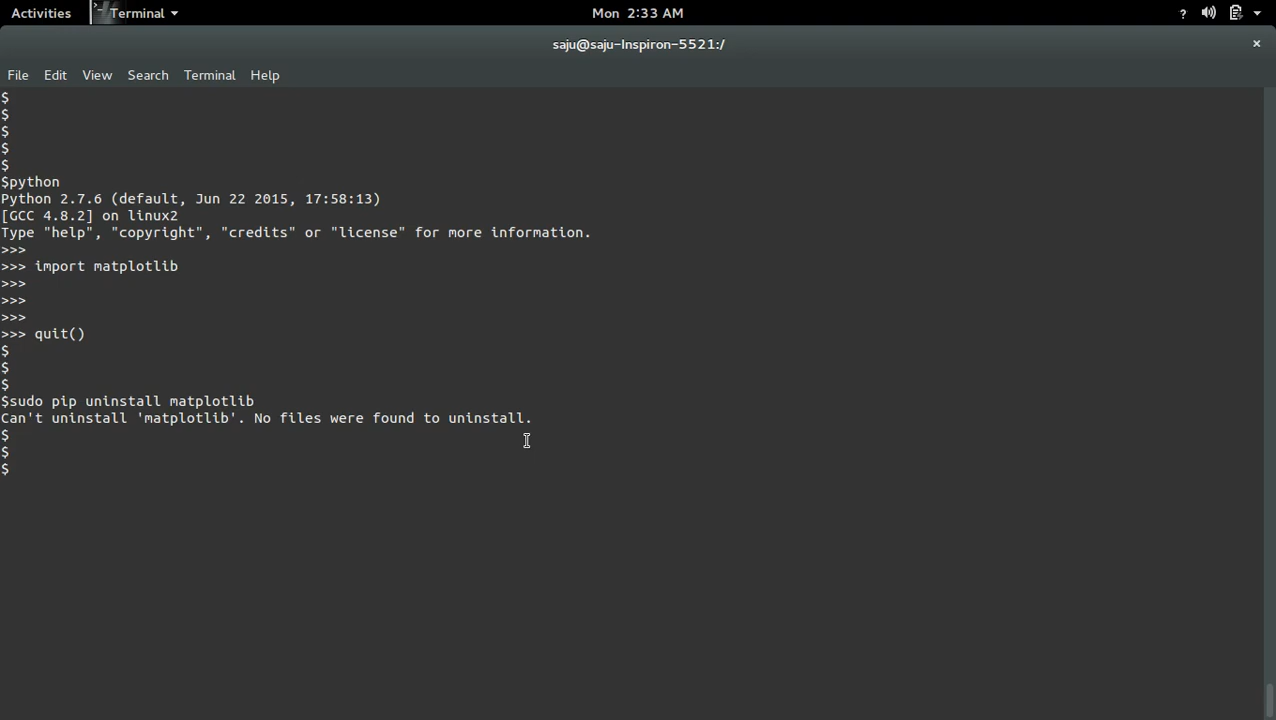 Activities Terminal Mon 2:33 AM ?
saju@saju-Inspiron-5521:/ ×
File Edit View Search Terminal Help
$
$
$
$
$
$python
Python 2.7.6 (default, Jun 22 2015, 17:58:13)
[GCC 4.8.2] on linux2
Type "help", "copyright", "credits" or "license" for more information.
>>>
>>> import matplotlib
>>>
>>>
>>>
>>> quit()
$
$
$
$sudo pip uninstall matplotlib
Can't uninstall 'matplotlib'. No files were found to uninstall.
$
$
$